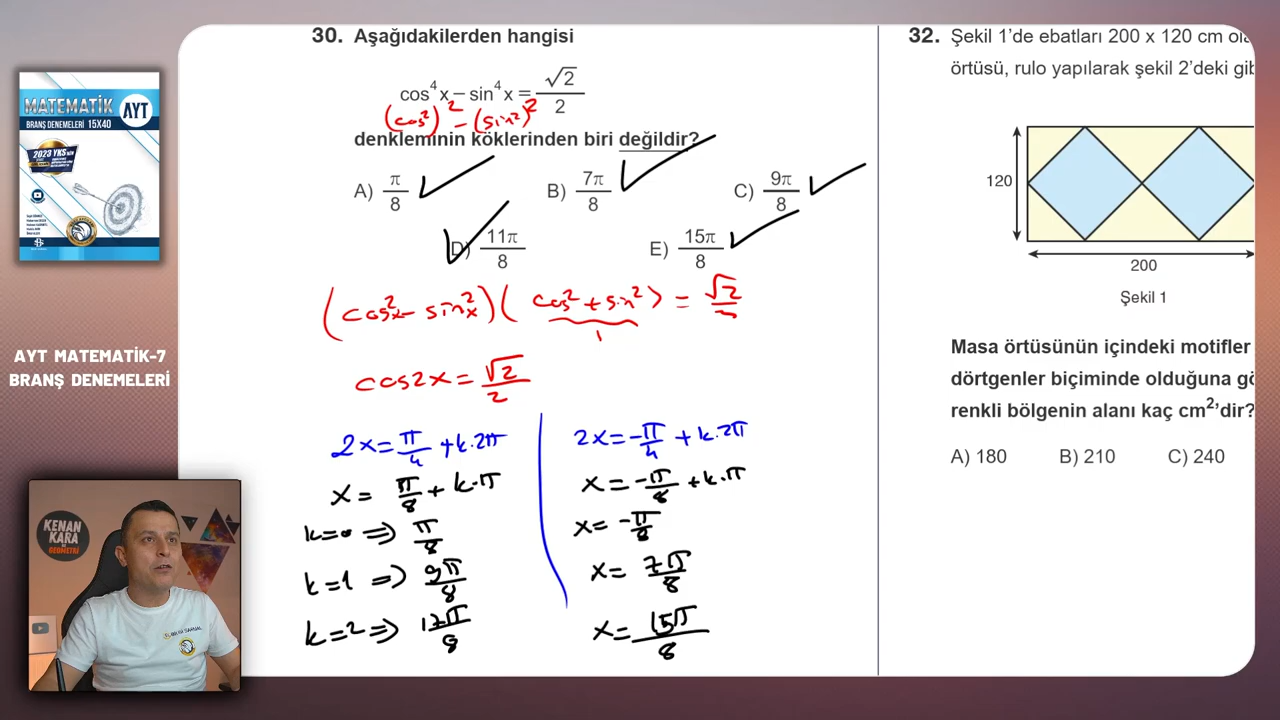 MATEMATİK AYT
BRANŞ DENEMELERİ 15X40
2023 YKS'NİN
AYT MATEMATİK-7
BRANŞ DENEMELERİ
KENAN
KARA
GEOMETRİ
30. Aşağıdakilerden hangisi
cos⁴x – sin⁴x = √2/2
(cos²)² – (sin²)²
denkleminin köklerinden biri değildir?
A) π/8 B) 7π/8 C) 9π/8
D) 11π/8 E) 15π/8
(cos²x – sin²x)(cos² + sin²) = √2/2
1
cos2x = √2/2
2x = π/4 + k.2π
x = π/8 + k.π
k=0 ⇒ π/8
k=1 ⇒ 9π/8
k=2 ⇒ 17π/8
2x = -π/4 + k.2π
x = -π/8 + k.π
x = -π/8
x = 7π/8
x = 15π/8
32. Şekil 1'de ebatları 200 x 120 cm ola
örtüsü, rulo yapılarak şekil 2'deki gib
120
200
Şekil 1
Masa örtüsünün içindeki motifler
dörtgenler biçiminde olduğuna gö
renkli bölgenin alanı kaç cm²'dir?
A) 180 B) 210 C) 240